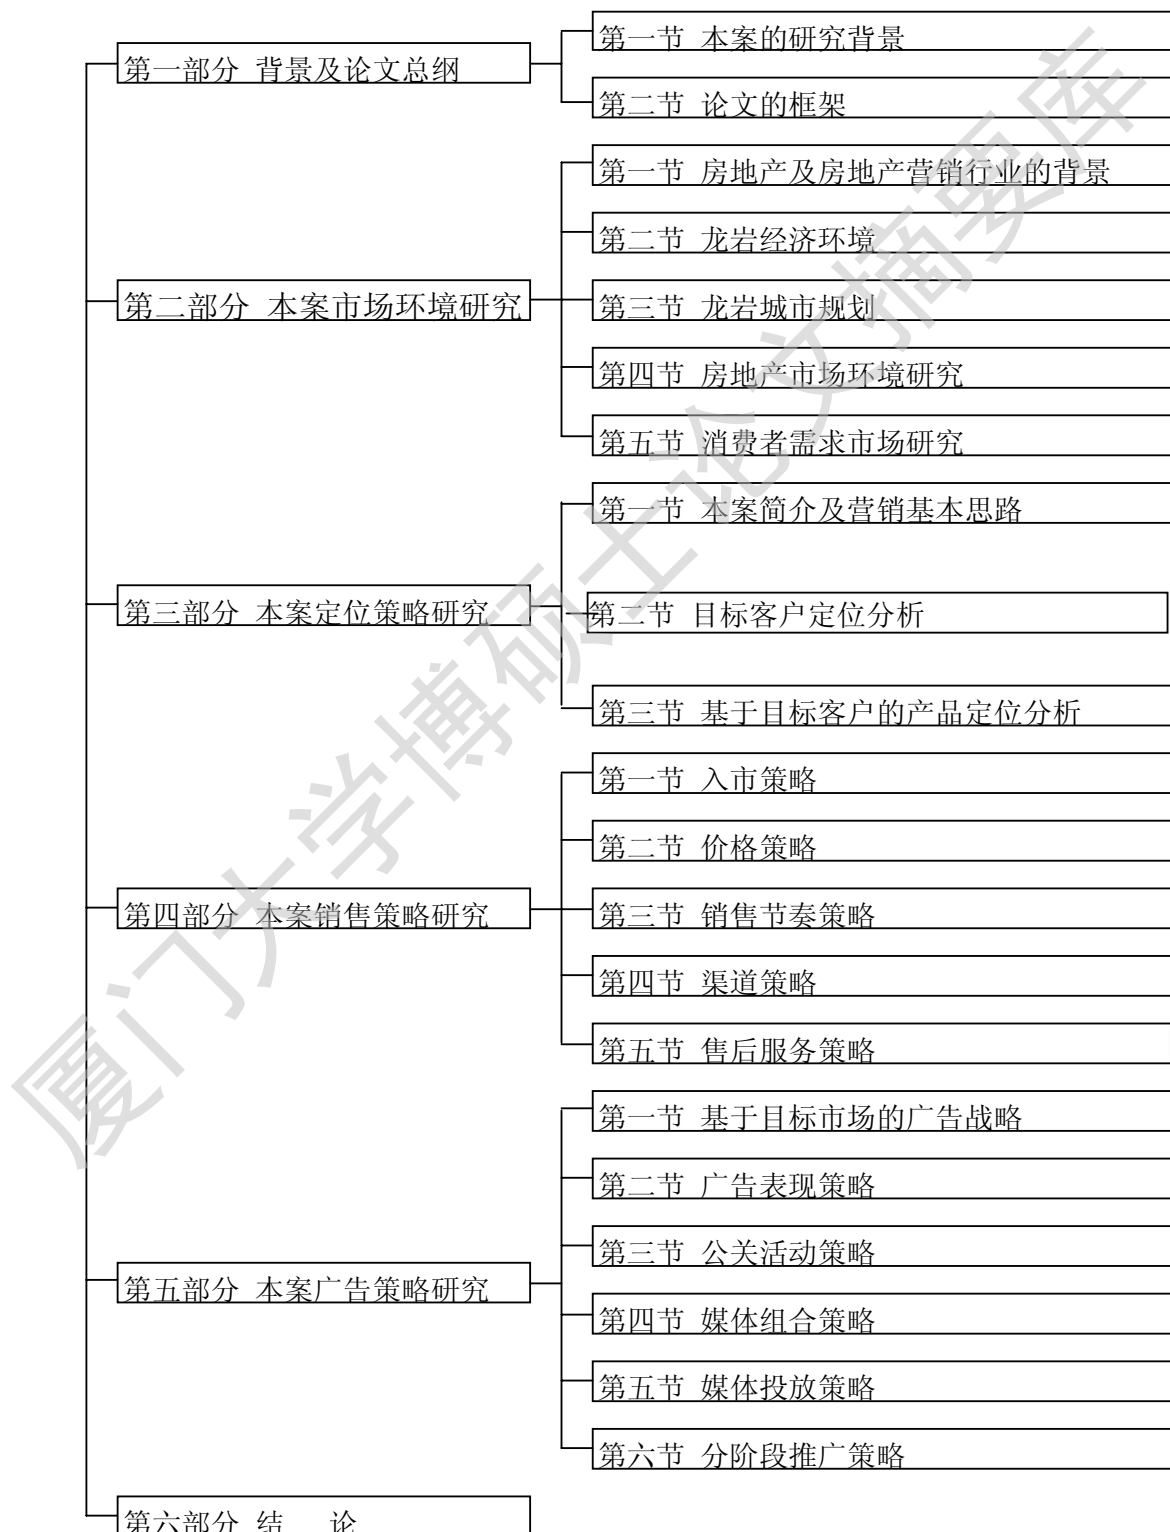 第一部分 背景及论文总纲
第一节 本案的研究背景
第二节 论文的框架
第二部分 本案市场环境研究
第一节 房地产及房地产营销行业的背景
第二节 龙岩经济环境
第三节 龙岩城市规划
第四节 房地产市场环境研究
第五节 消费者需求市场研究
第三部分 本案定位策略研究
第一节 本案简介及营销基本思路
第二节 目标客户定位分析
第三节 基于目标客户的产品定位分析
第四部分 本案销售策略研究
第一节 入市策略
第二节 价格策略
第三节 销售节奏策略
第四节 渠道策略
第五节 售后服务策略
第五部分 本案广告策略研究
第一节 基于目标市场的广告战略
第二节 广告表现策略
第三节 公关活动策略
第四节 媒体组合策略
第五节 媒体投放策略
第六节 分阶段推广策略
第六部分 结 论
厦门大学博硕士论文摘要库